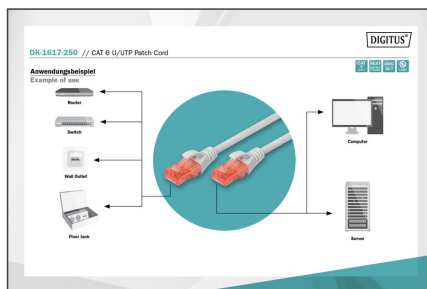 DIGITUS®
DK-1617-250 // CAT 6 U/UTP Patch Cord
Anwendungsbeispiel
Example of use
Router
Switch
Wall Outlet
Floor tank
Computer
Server
CAT